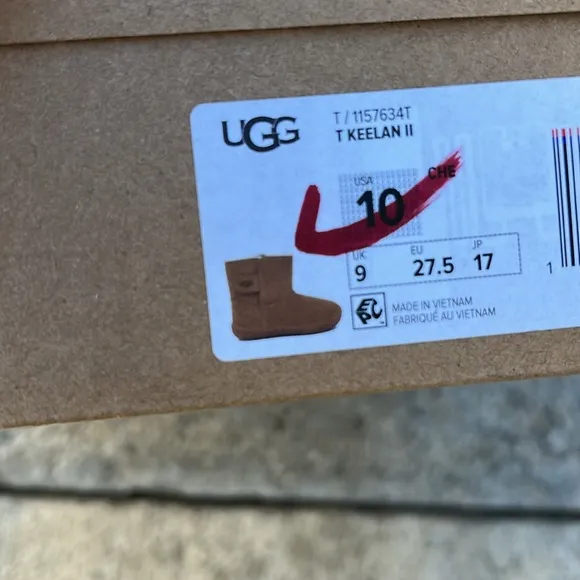 UGG
T / 1157634T
T KEELAN II
CHE
USA
10
UK EU JP
9 27.5 17
MADE IN VIETNAM
FABRIQUÉ AU VIETNAM
1